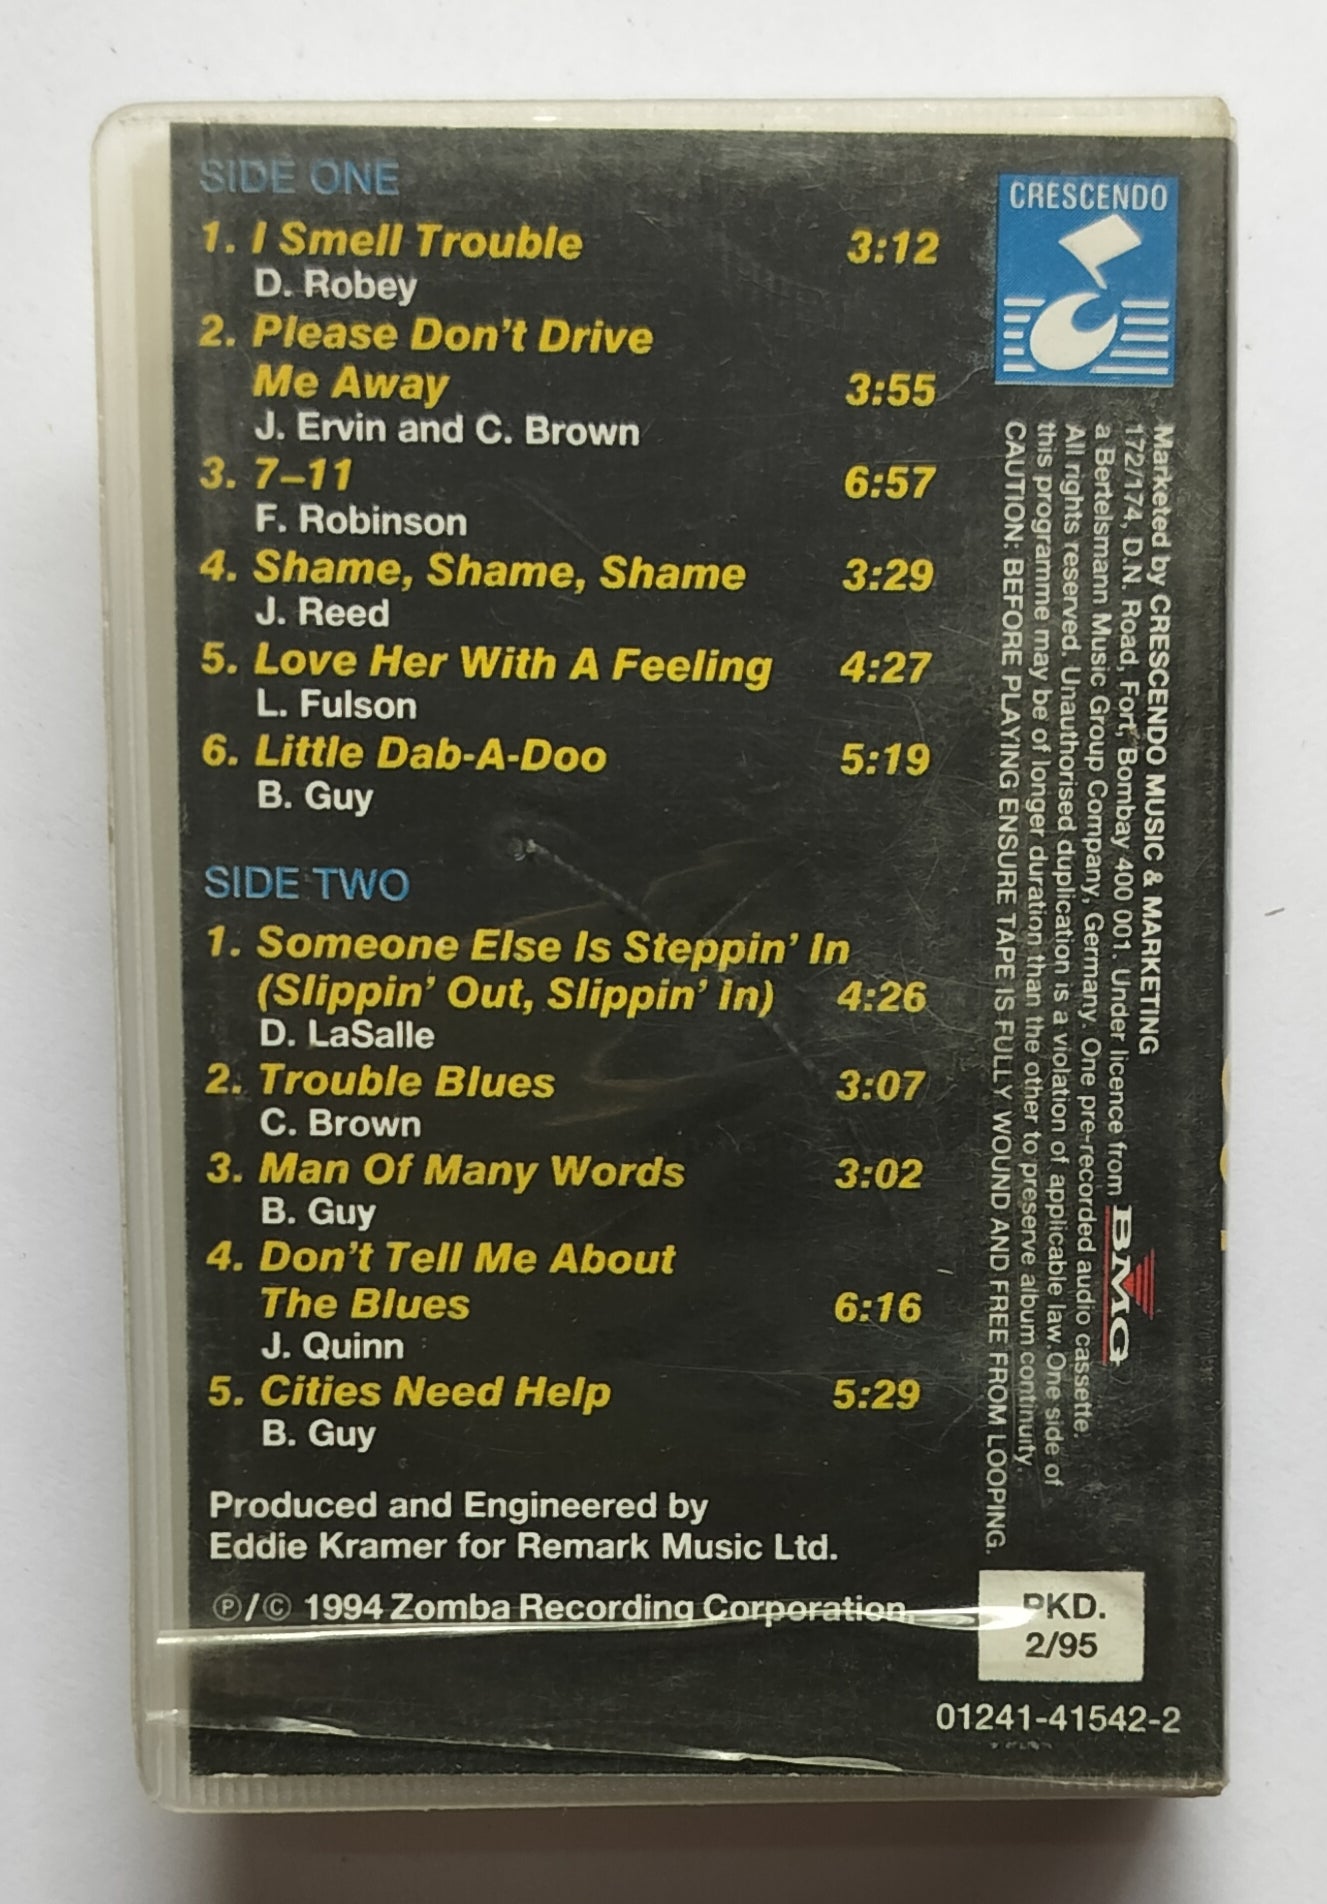 SIDE ONE
1. I Smell Trouble 3:12
D. Robey
2. Please Don't Drive
Me Away 3:55
J. Ervin and C. Brown
3. 7–11 6:57
F. Robinson
4. Shame, Shame, Shame 3:29
J. Reed
5. Love Her With A Feeling 4:27
L. Fulson
6. Little Dab-A-Doo 5:19
B. Guy
SIDE TWO
1. Someone Else Is Steppin' In
(Slippin' Out, Slippin' In) 4:26
D. LaSalle
2. Trouble Blues 3:07
C. Brown
3. Man Of Many Words 3:02
B. Guy
4. Don't Tell Me About
The Blues 6:16
J. Quinn
5. Cities Need Help 5:29
B. Guy
Produced and Engineered by
Eddie Kramer for Remark Music Ltd.
Ⓟ/© 1994 Zomba Recording Corporation.
CRESCENDO
Marketed by CRESCENDO MUSIC & MARKETING
172/174, D.N. Road, Fort, Bombay 400 001. Under licence from BMG
a Bertelsmann Music Group Company, Germany. One pre-recorded audio cassette.
All rights reserved. Unauthorised duplication is a violation of applicable law. One side of
this programme may be of longer duration than the other to preserve album continuity.
CAUTION: BEFORE PLAYING ENSURE TAPE IS FULLY WOUND AND FREE FROM LOOPING.
PKD.
2/95
01241-41542-2